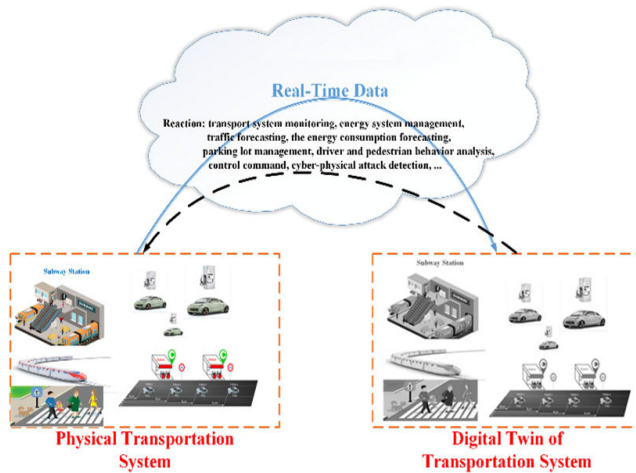 Real-Time Data
Reaction: transport system monitoring, energy system management,
traffic forecasting, the energy consumption forecasting,
parking lot management, driver and pedestrian behavior analysis,
control command, cyber-physical attack detection, ...
Subway Station
Subway Station
Physical Transportation
System
Digital Twin of
Transportation System